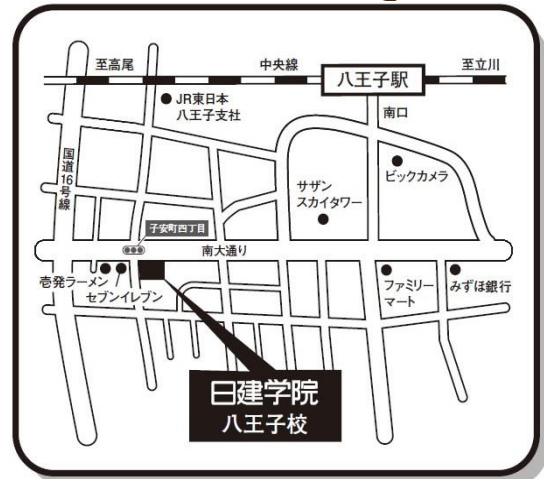 至高尾
中央線
八王子駅
至立川
JR東日本
八王子支社
南口
国道16号線
ビックカメラ
サザン
スカイタワー
子安町四丁目
南大通り
壱発ラーメン
セブンイレブン
ファミリー
マート
みずほ銀行
日建学院
八王子校